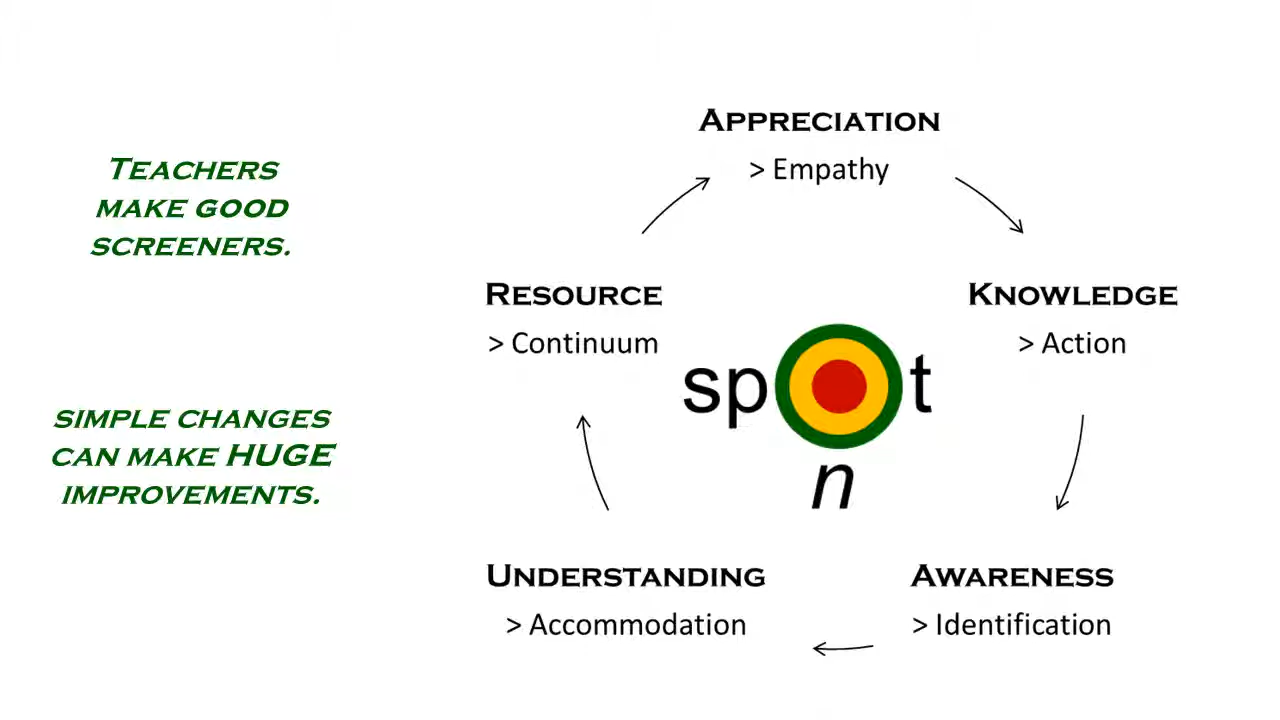 TEACHERS
MAKE GOOD
SCREENERS.
SIMPLE CHANGES
CAN MAKE HUGE
IMPROVEMENTS.
APPRECIATION
> Empathy
RESOURCE
> Continuum
KNOWLEDGE
> Action
spot
n
UNDERSTANDING
> Accommodation
AWARENESS
> Identification